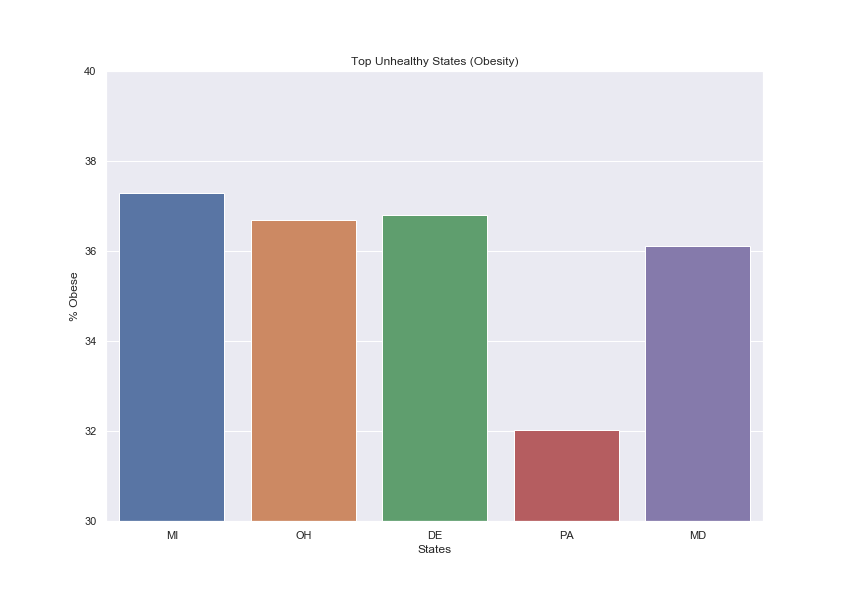 Top Unhealthy States (Obesity)
40
38
36
34
32
30
% Obese
MI OH DE PA MD
States